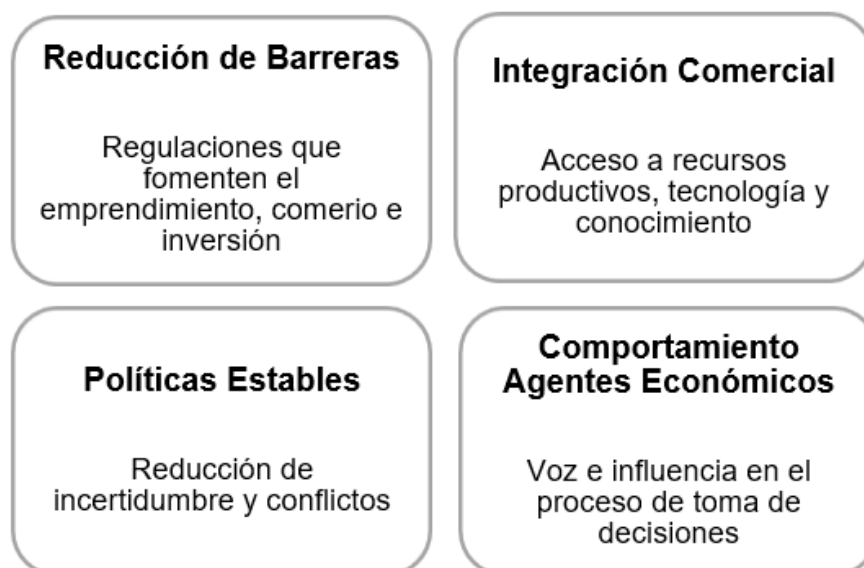 Reducción de Barreras
Regulaciones que
fomenten el
emprendimiento, comerio e
inversión
Integración Comercial
Acceso a recursos
productivos, tecnología y
conocimiento
Políticas Estables
Reducción de
incertidumbre y conflictos
Comportamiento
Agentes Económicos
Voz e influencia en el
proceso de toma de
decisiones